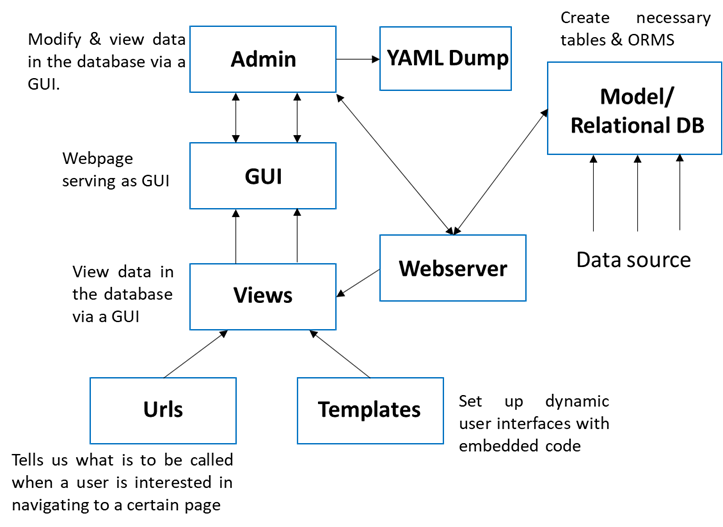 Create necessary
tables & ORMS
Modify & view data
in the database via a
GUI.
Admin
YAML Dump
Model/
Relational DB
Webpage
serving as GUI
GUI
Data source
View data in
the database
via a GUI
Views
Webserver
Urls
Templates
Set up dynamic
user interfaces with
embedded code
Tells us what is to be called
when a user is interested in
navigating to a certain page